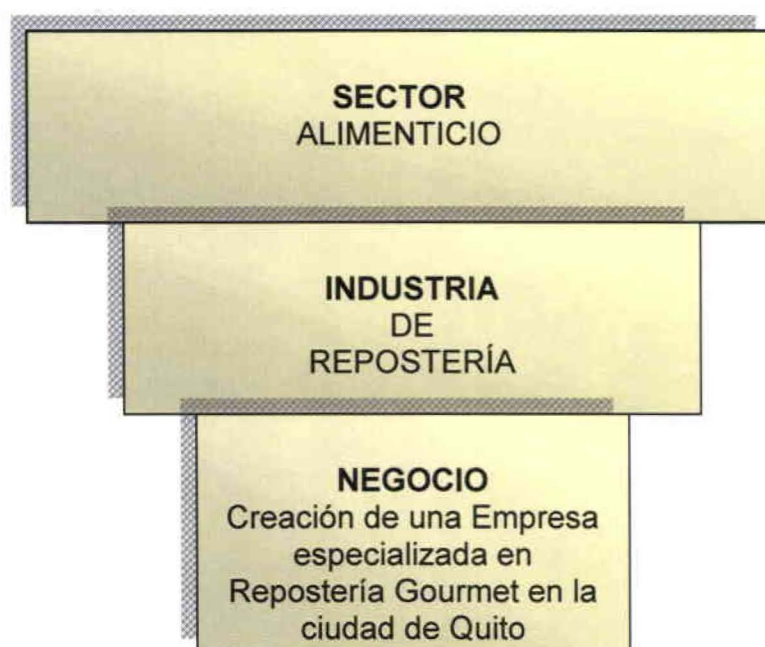 SECTOR
ALIMENTICIO
INDUSTRIA
DE
REPOSTERÍA
NEGOCIO
Creación de una Empresa
especializada en
Repostería Gourmet en la
ciudad de Quito